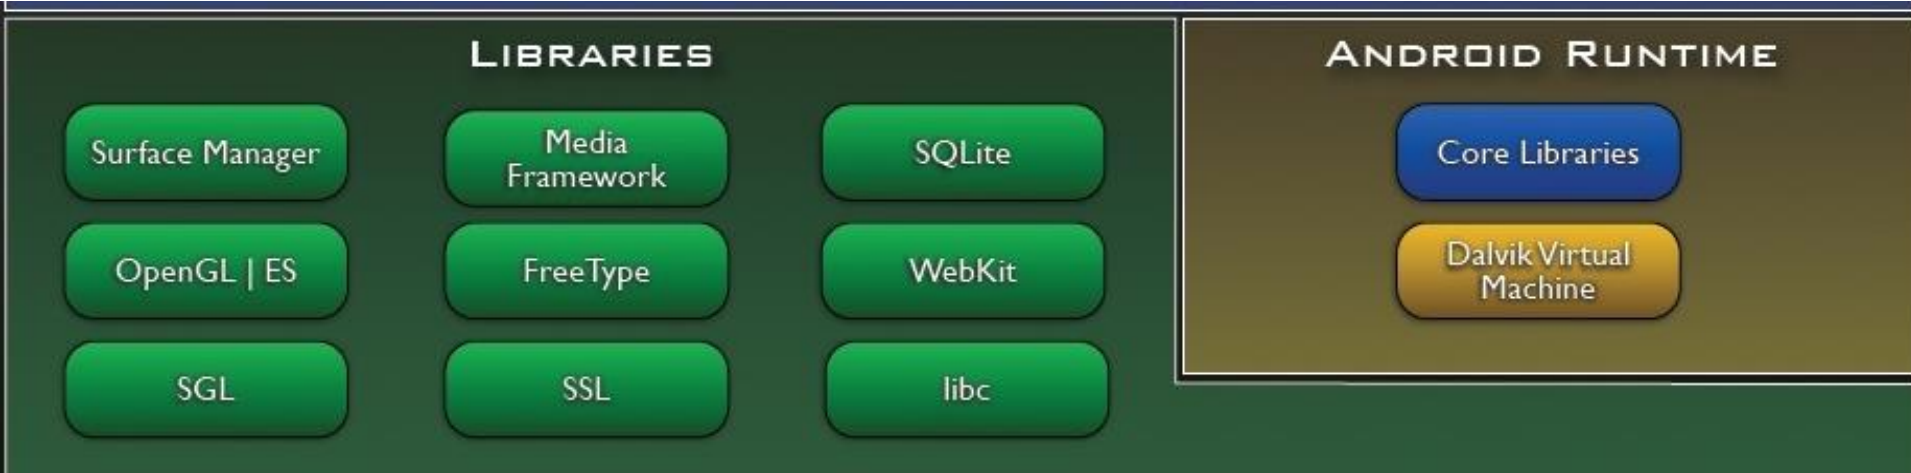 LIBRARIES
Surface Manager
Media
Framework
SQLite
OpenGL | ES
FreeType
WebKit
SGL
SSL
libc
ANDROID RUNTIME
Core Libraries
Dalvik Virtual
Machine